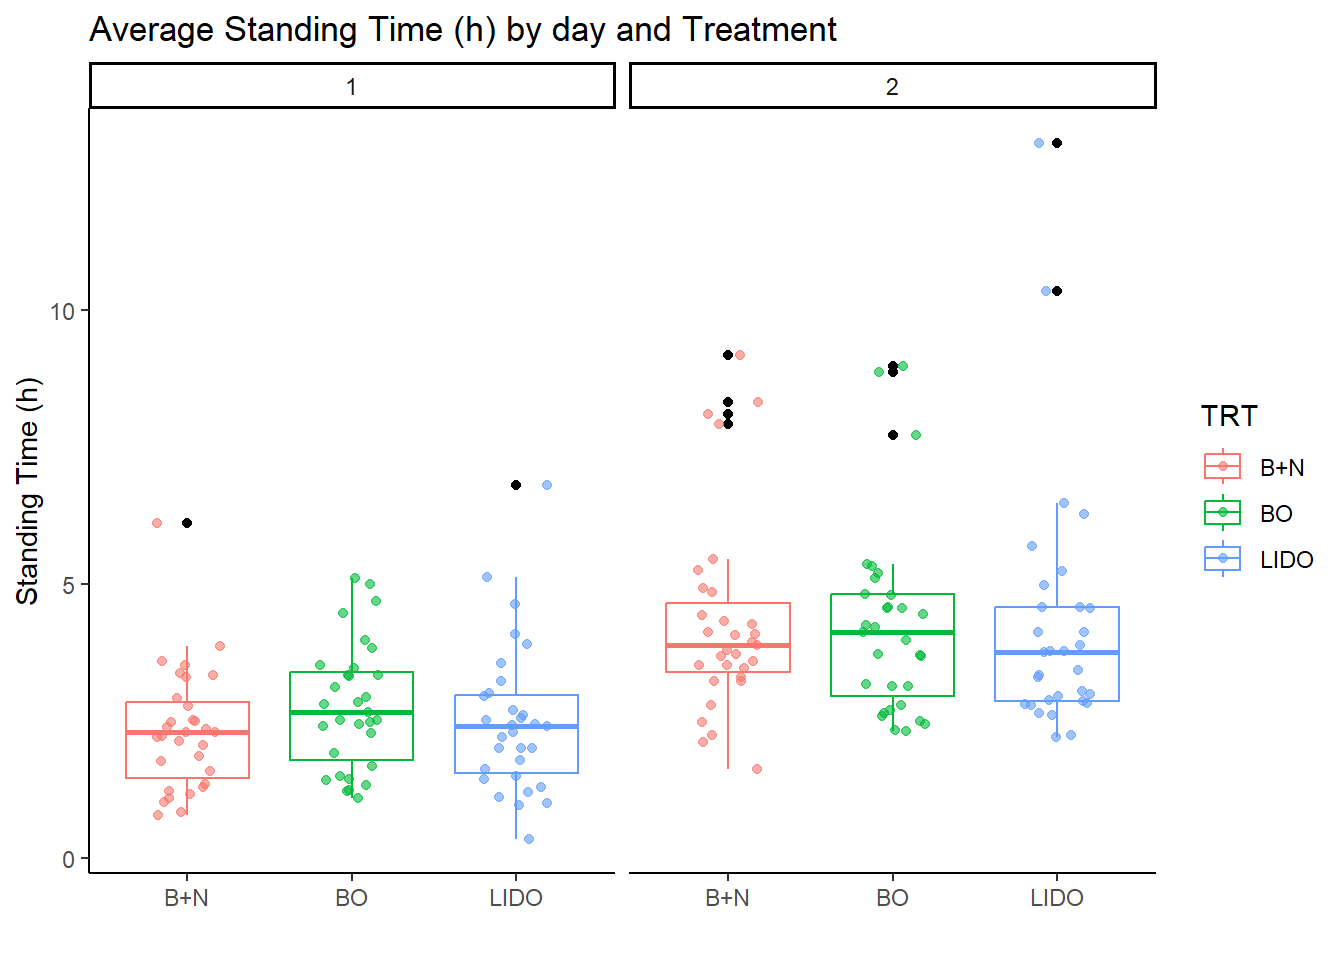 Average Standing Time (h) by day and Treatment
1 2
Standing Time (h)
10
5
0
B+N BO LIDO B+N BO LIDO
TRT
B+N
BO
LIDO